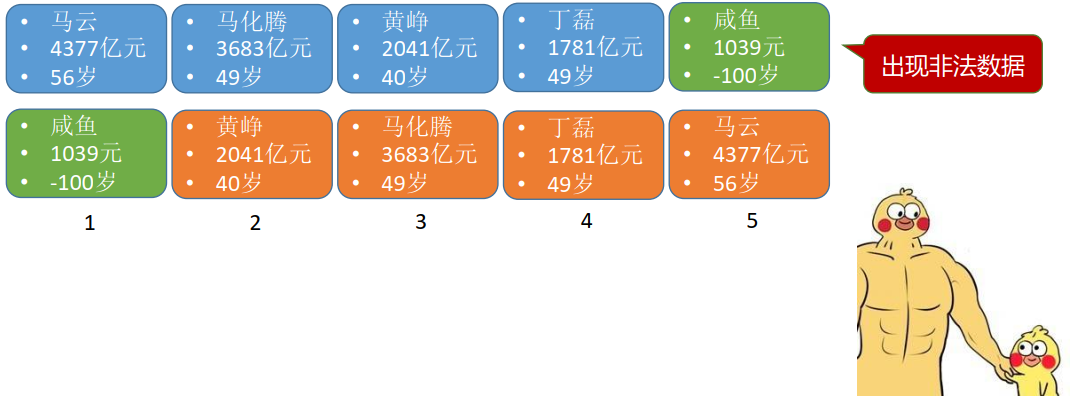 马云
4377亿元
56岁
马化腾
3683亿元
49岁
黄峥
2041亿元
40岁
丁磊
1781亿元
49岁
咸鱼
1039元
-100岁
出现非法数据
咸鱼
1039元
-100岁
黄峥
2041亿元
40岁
马化腾
3683亿元
49岁
丁磊
1781亿元
49岁
马云
4377亿元
56岁
1
2
3
4
5